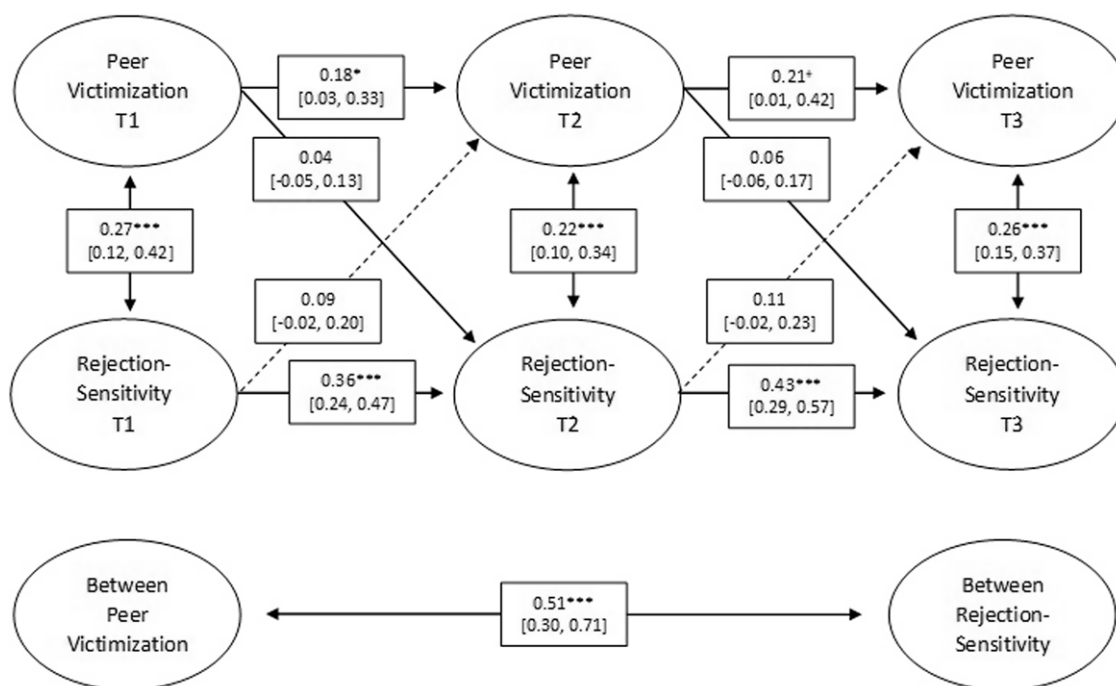 Peer
Victimization
T1
0.18*
[0.03, 0.33]
Peer
Victimization
T2
0.21*
[0.01, 0.42]
Peer
Victimization
T3
0.04
[-0.05, 0.13]
0.06
[-0.06, 0.17]
0.27***
[0.12, 0.42]
0.22***
[0.10, 0.34]
0.26***
[0.15, 0.37]
0.09
[-0.02, 0.20]
0.11
[-0.02, 0.23]
Rejection-
Sensitivity
T1
0.36***
[0.24, 0.47]
Rejection-
Sensitivity
T2
0.43***
[0.29, 0.57]
Rejection-
Sensitivity
T3
Between
Peer
Victimization
0.51***
[0.30, 0.71]
Between
Rejection-
Sensitivity